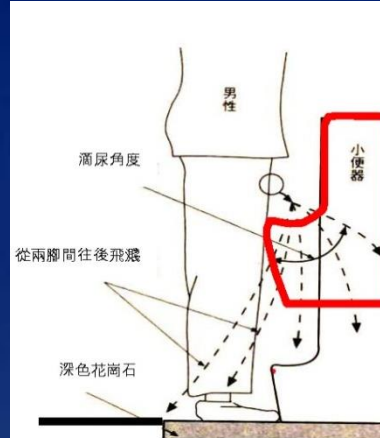 男性
小便器
滴尿角度
從兩腳間往後飛濺
深色花崗石